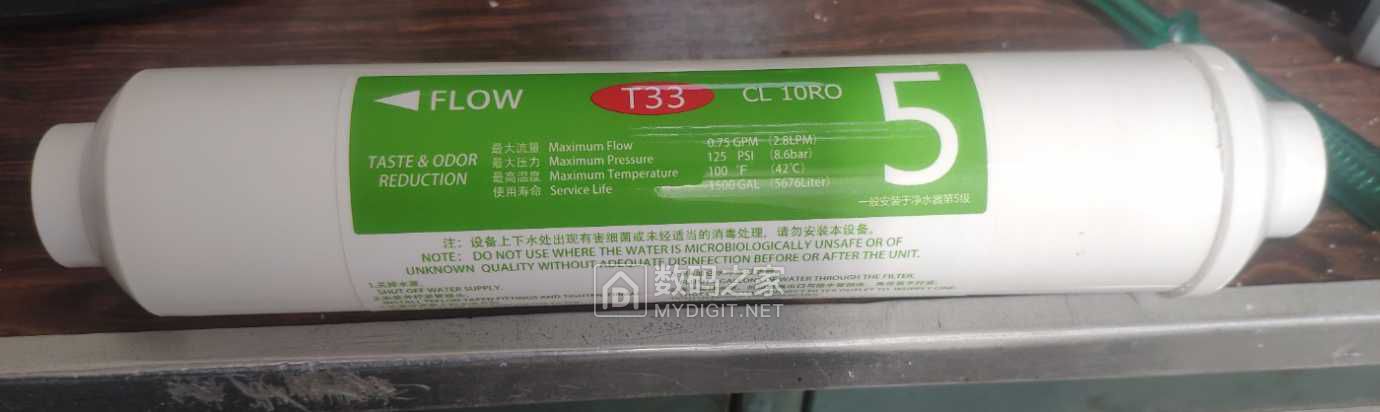 FLOW
T33
CL 10RO
5
TASTE & ODOR
REDUCTION
最大流量 Maximum Flow 0.75 GPM (2.8LPM)
最大压力 Maximum Pressure 125 PSI (8.6bar)
最高温度 Maximum Temperature 100 °F (42℃)
使用寿命 Service Life 1500 GAL (5676Liter)
一般安装于净水器第5级
注：设备上下水处出现有害细菌或未经适当的消毒处理，请勿安装本设备。
NOTE: DO NOT USE WHERE THE WATER IS MICROBIOLOGICALLY UNSAFE OR OF
UNKNOWN QUALITY WITHOUT ADEQUATE DISINFECTION BEFORE OR AFTER THE UNIT.
1.关掉水源.
SHUT OFF WATER SUPPLY.
WATER THROUGH THE FILTER.
数码之家
MYDIGIT.NET